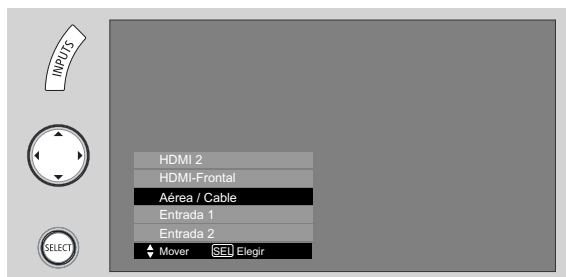 INPUTS
HDMI 2
HDMI-Frontal
Aérea / Cable
Entrada 1
Entrada 2
Mover SEL Elegir
SELECT